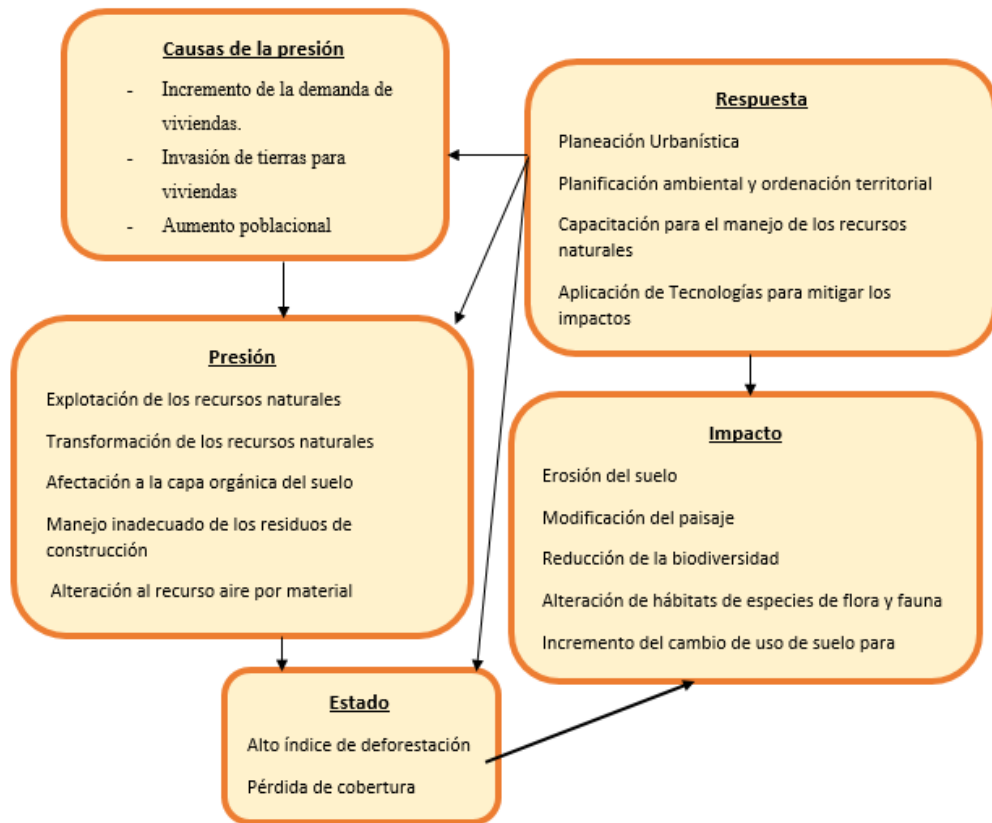 Causas de la presión
- Incremento de la demanda de
viviendas.
- Invasión de tierras para
viviendas
- Aumento poblacional
Respuesta
Planeación Urbanística
Planificación ambiental y ordenación territorial
Capacitación para el manejo de los recursos
naturales
Aplicación de Tecnologías para mitigar los
impactos
Presión
Explotación de los recursos naturales
Transformación de los recursos naturales
Afectación a la capa orgánica del suelo
Manejo inadecuado de los residuos de
construcción
Alteración al recurso aire por material
Impacto
Erosión del suelo
Modificación del paisaje
Reducción de la biodiversidad
Alteración de hábitats de especies de flora y fauna
Incremento del cambio de uso de suelo para
Estado
Alto índice de deforestación
Pérdida de cobertura